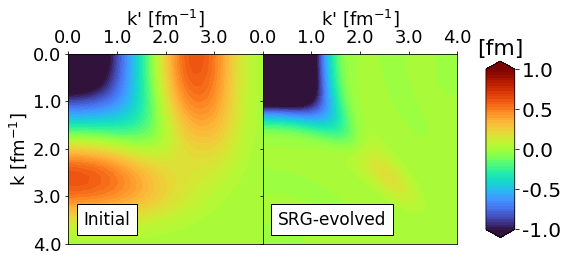 k' [fm⁻¹]
k' [fm⁻¹]
0.0 1.0 2.0 3.0 0.0 1.0 2.0 3.0 4.0
[fm]
k [fm⁻¹]
0.0
1.0
2.0
3.0
4.0
Initial
SRG-evolved
1.0
0.5
0.0
-0.5
-1.0